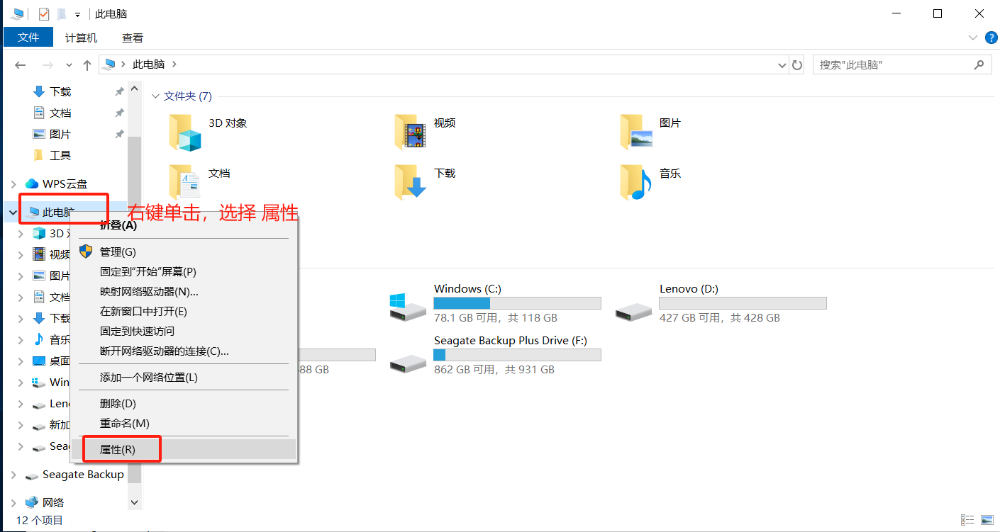 此电脑
文件 计算机 查看
此电脑
搜索"此电脑"
下载
文档
图片
工具
WPS云盘
此电脑
3D 对
视频
图片
文档
下载
音乐
桌面
Win
Len
新加
Seag
Seagate Backup
网络
文件夹 (7)
3D 对象
视频
图片
文档
下载
音乐
右键单击，选择 属性
折叠(A)
管理(G)
固定到"开始"屏幕(P)
映射网络驱动器(N)...
在新窗口中打开(E)
固定到快速访问
断开网络驱动器的连接(C)...
添加一个网络位置(L)
删除(D)
重命名(M)
属性(R)
Windows (C:)
78.1 GB 可用，共 118 GB
Lenovo (D:)
427 GB 可用，共 428 GB
88 GB
Seagate Backup Plus Drive (F:)
862 GB 可用，共 931 GB
12 个项目